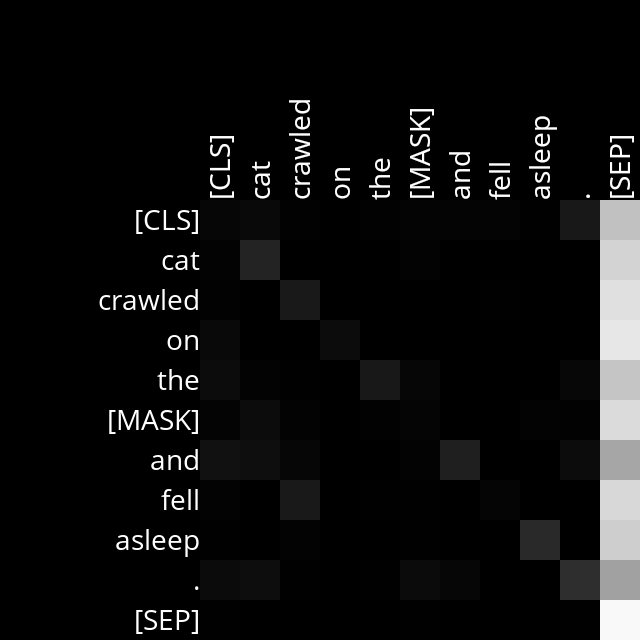 [CLS] cat crawled on the [MASK] and fell asleep . [SEP]
[CLS]
cat
crawled
on
the
[MASK]
and
fell
asleep
.
[SEP]